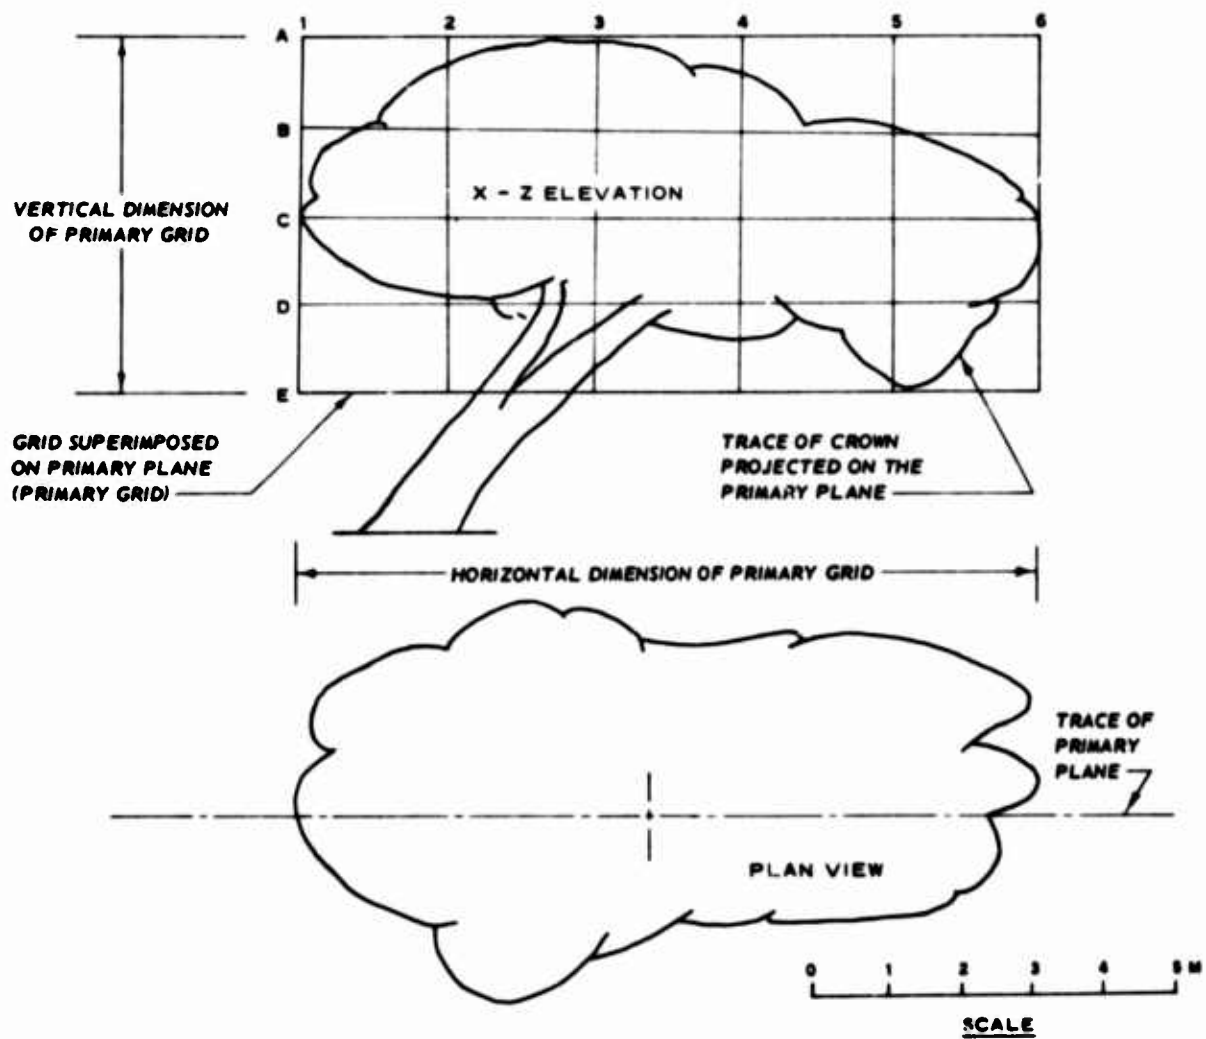 1 2 3 4 5 6
A
B
X - Z ELEVATION
VERTICAL DIMENSION
OF PRIMARY GRID
C
D
E
GRID SUPERIMPOSED
ON PRIMARY PLANE
(PRIMARY GRID)
TRACE OF CROWN
PROJECTED ON THE
PRIMARY PLANE
HORIZONTAL DIMENSION OF PRIMARY GRID
TRACE OF
PRIMARY
PLANE
PLAN VIEW
0 1 2 3 4 5 M
SCALE